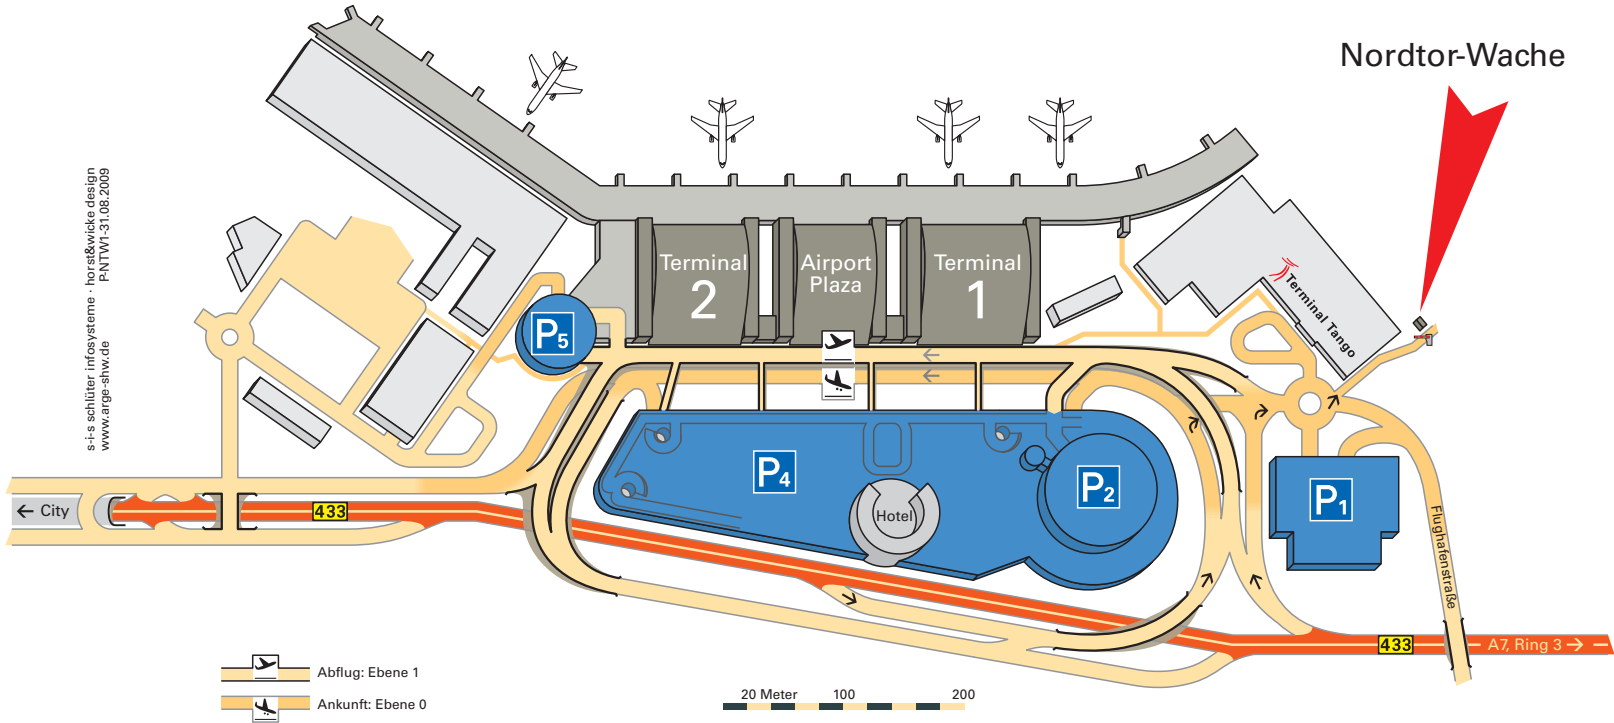 Nordtor-Wache
s-i-s schlüter infosysteme · horst&wicke design
P-NTW1-31.08.2009
www.arge-shw.de
Terminal
2
Airport
Plaza
Terminal
1
Terminal Tango
P5
P4
P2
P1
Hotel
← City
433
Flughafenstraße
433
A7, Ring 3 →
Abflug: Ebene 1
Ankunft: Ebene 0
20 Meter 100 200